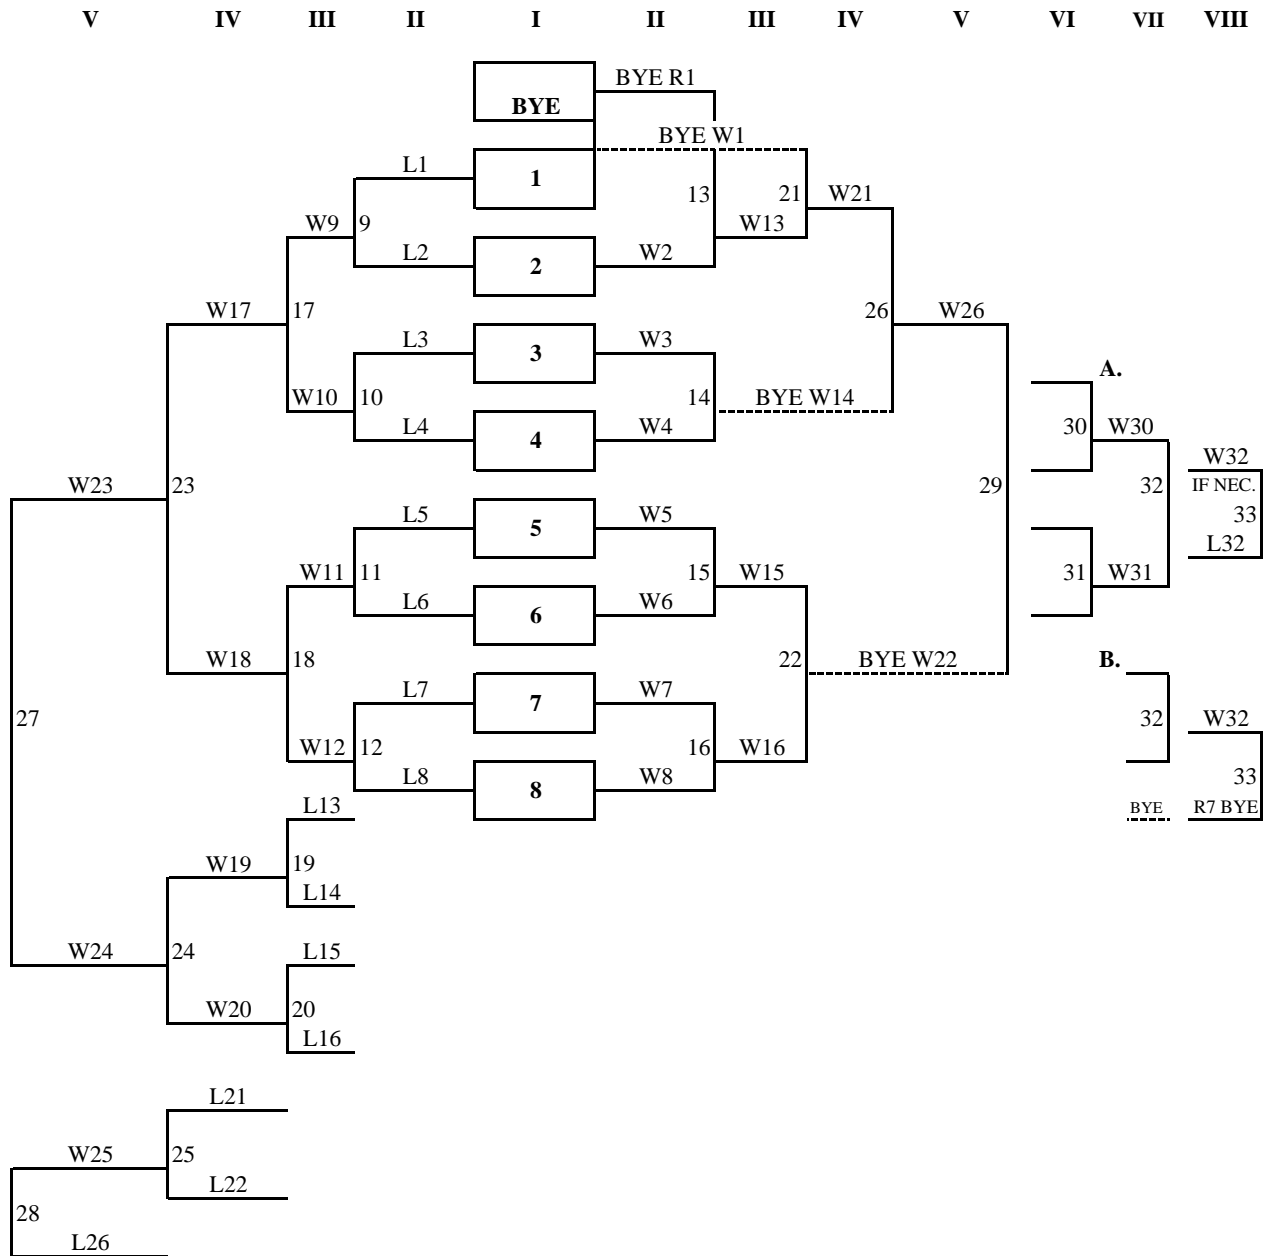 V IV III II I II III IV V VI VII VIII
BYE R1
BYE
BYE W1
L1 1
13 21 W21
W9 9 W13
L2 2 W2
W17 17 26 W26
L3 3 W3
A.
W10 10 14 BYE W14
30 W30
L4 4 W4
W32
W23 23 29 32 IF NEC.
L5 5 W5 33
L32
W11 11 15 W15 31 W31
L6 6 W6
W18 18 22 BYE W22 B.
L7 7 W7
27 32 W32
W12 12 16 W16
L8 8 W8 33
L13 BYE R7 BYE
W19 19
L14
W24 24 L15
W20 20
L16
L21
W25 25
L22
28
L26